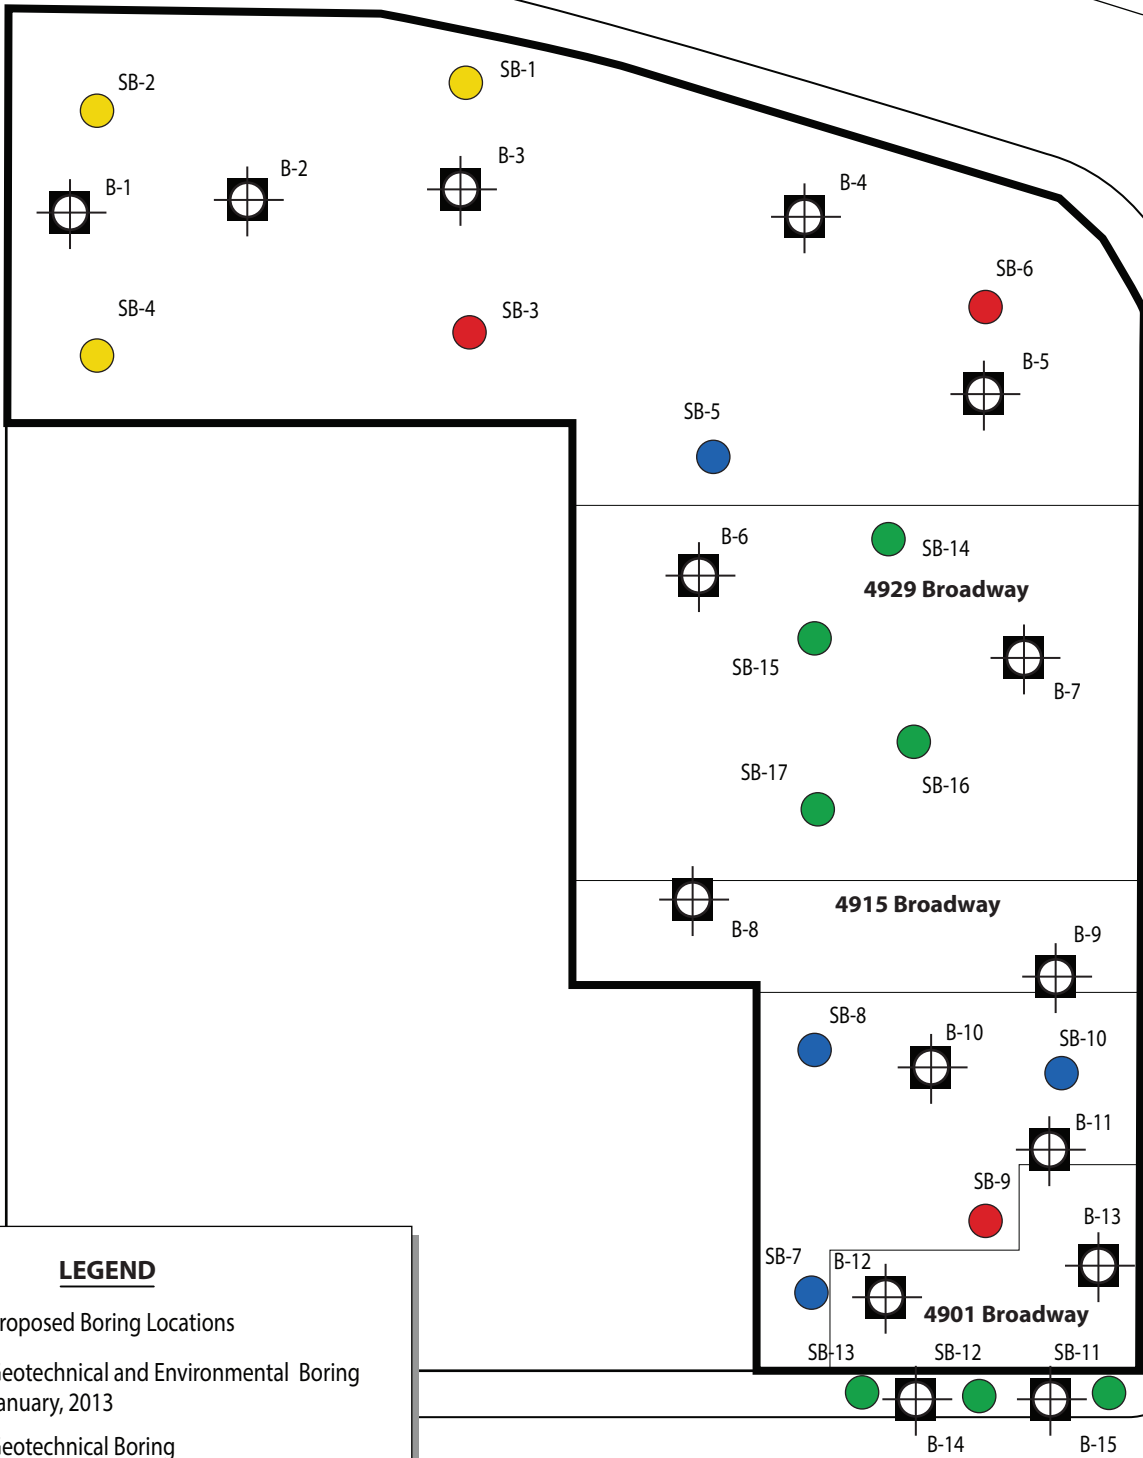 SB-1
SB-2
B-3
B-2
B-1
B-4
SB-6
SB-4
SB-3
B-5
SB-5
B-6
SB-14
4929 Broadway
SB-15
B-7
SB-17
SB-16
4915 Broadway
B-8
B-9
SB-8
B-10
SB-10
B-11
SB-9
B-13
SB-7
B-12
4901 Broadway
SB-13
SB-12
SB-11
B-14
B-15
LEGEND
roposed Boring Locations
eotechnical and Environmental Boring
anuary, 2013
eotechnical Boring